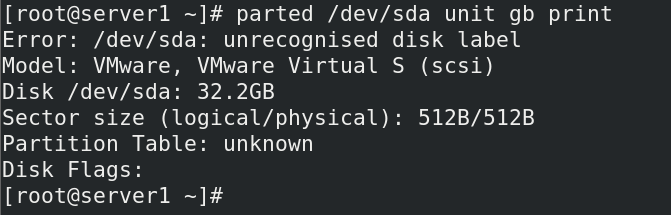 [root@server1 ~]# parted /dev/sda unit gb print
Error: /dev/sda: unrecognised disk label
Model: VMware, VMware Virtual S (scsi)
Disk /dev/sda: 32.2GB
Sector size (logical/physical): 512B/512B
Partition Table: unknown
Disk Flags:
[root@server1 ~]#